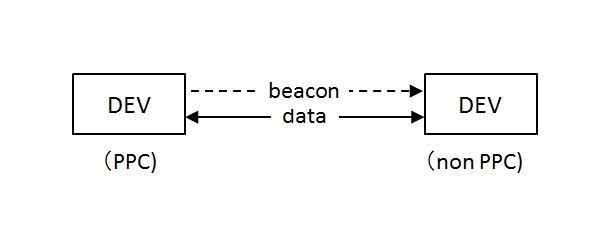 DEV
beacon
data
DEV
（PPC)
（non PPC)